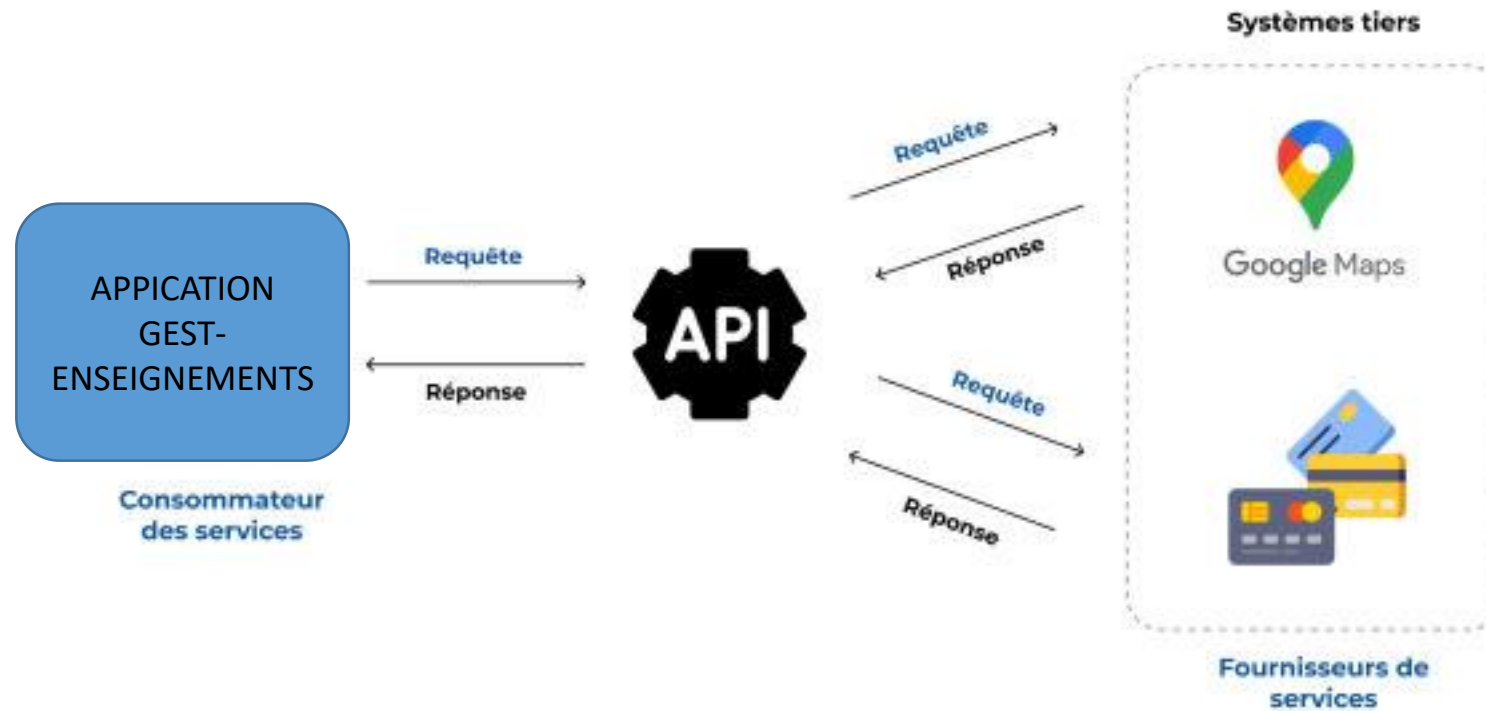 Systèmes tiers
Requête
Réponse
Google Maps
APPICATION
GEST-
ENSEIGNEMENTS
Requête
Réponse
API
Requête
Réponse
Consommateur
des services
Fournisseurs de
services